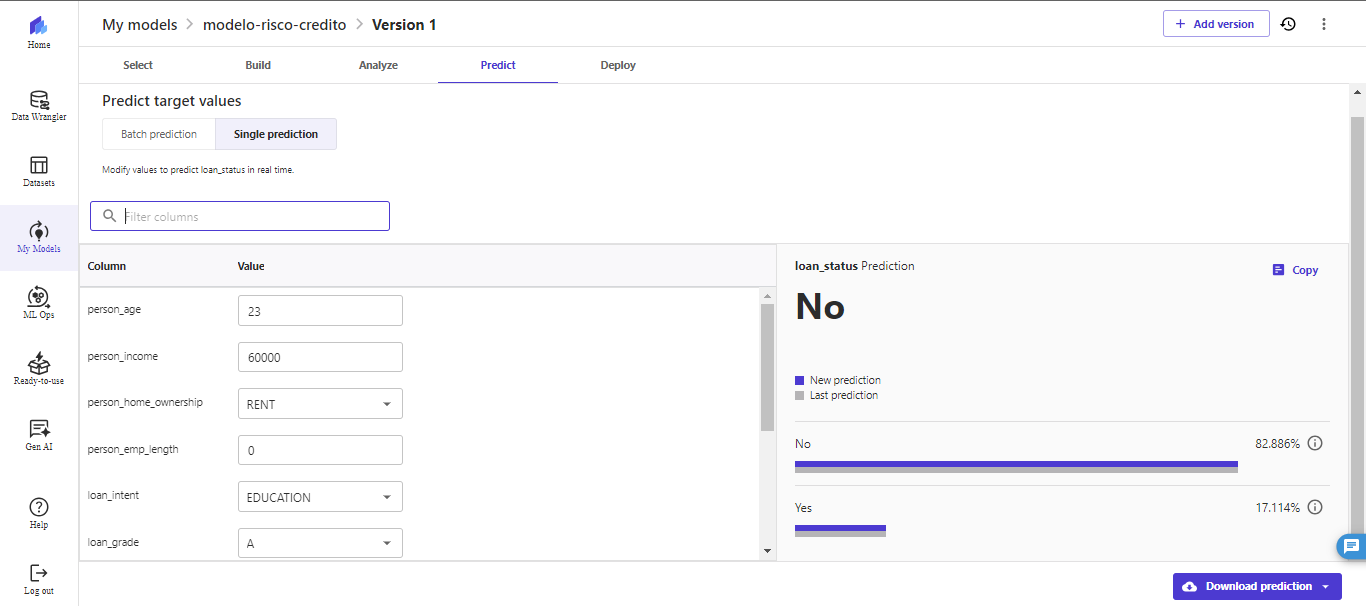 Home
Data Wrangler
Datasets
My Models
ML Ops
Ready-to-use
Gen AI
Help
Log out
My models > modelo-risco-credito > Version 1
+ Add version
Select Build Analyze Predict Deploy
Predict target values
Batch prediction Single prediction
Modify values to predict loan_status in real time.
Filter columns
Column Value
person_age 23
person_income 60000
person_home_ownership RENT
person_emp_length 0
loan_intent EDUCATION
loan_grade A
loan_status Prediction
Copy
No
New prediction
Last prediction
No 82.886%
Yes 17.114%
Download prediction